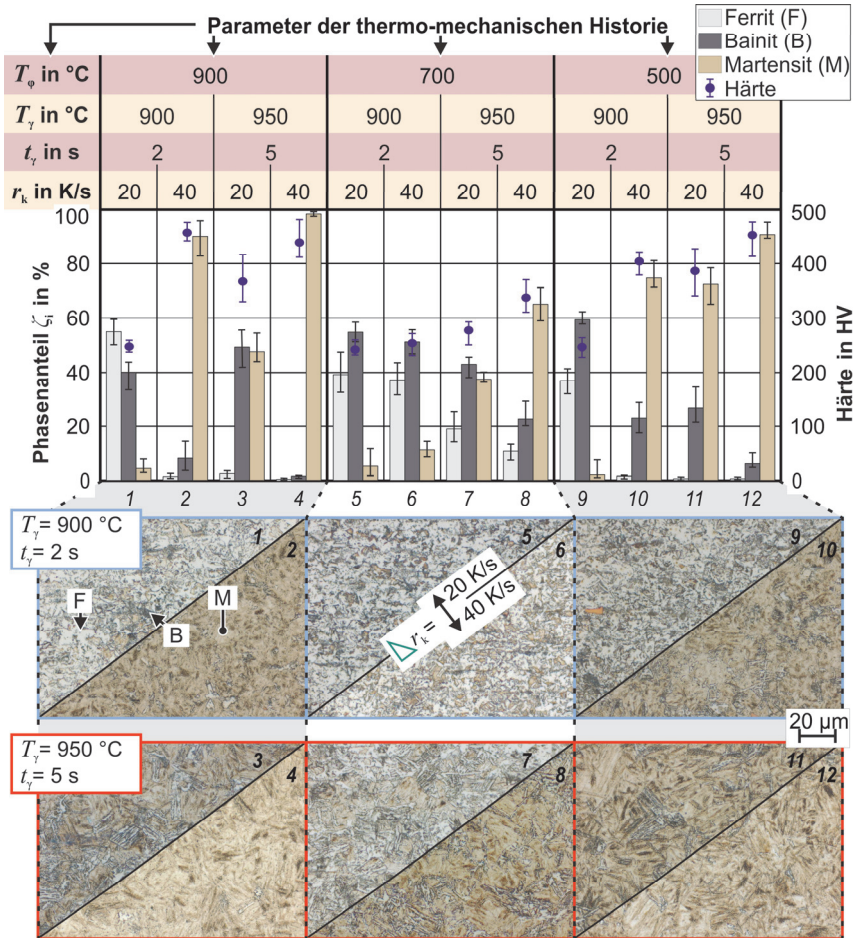 Parameter der thermo-mechanischen Historie
Ferrit (F)
Bainit (B)
Martensit (M)
Härte
Tφ in °C 900 700 500
Tγ in °C 900 950 900 950 900 950
tγ in s 2 5 2 5 2 5
rk in K/s 20 40 20 40 20 40 20 40 20 40 20 40
Phasenanteil ζi in %
100
80
60
40
20
0
500
400
300
200
100
0
Härte in HV
1 2 3 4 5 6 7 8 9 10 11 12
Tγ = 900 °C
tγ = 2 s
1
2
F
B
M
5
6
rk = 20 K/s
40 K/s
9
10
20 µm
Tγ = 950 °C
tγ = 5 s
3
4
7
8
11
12